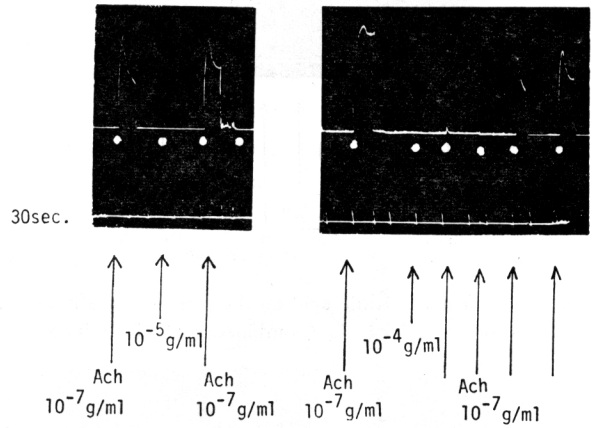 30sec.
10⁻⁵g/ml
10⁻⁴g/ml
Ach
10⁻⁷g/ml
Ach
10⁻⁷g/ml
Ach
10⁻⁷g/ml
Ach
10⁻⁷g/ml